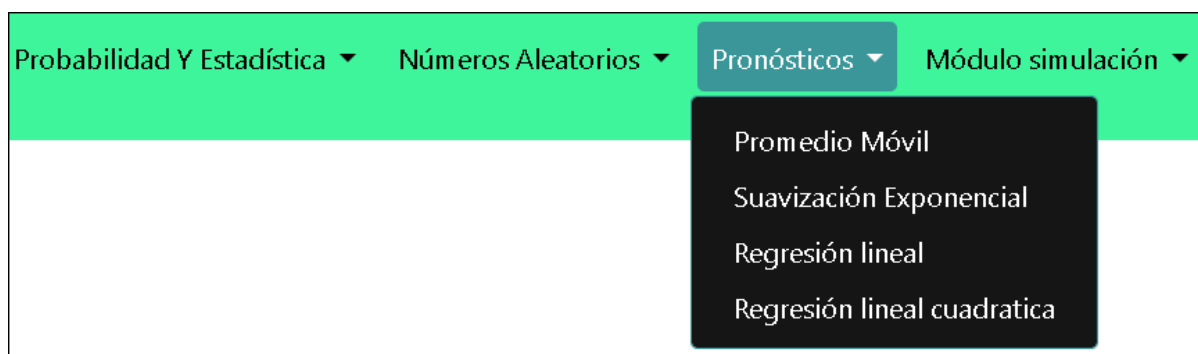 Probabilidad Y Estadística Números Aleatorios Pronósticos Módulo simulación
Promedio Móvil
Suavización Exponencial
Regresión lineal
Regresión lineal cuadratica